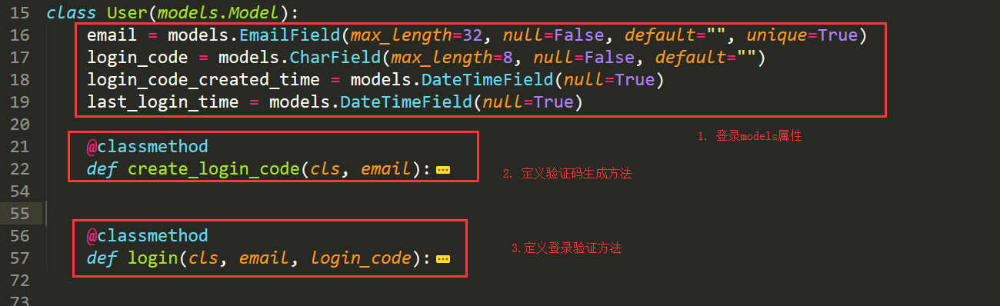 15 class User(models.Model):
16 email = models.EmailField(max_length=32, null=False, default="", unique=True)
17 login_code = models.CharField(max_length=8, null=False, default="")
18 login_code_created_time = models.DateTimeField(null=True)
19 last_login_time = models.DateTimeField(null=True)
20
1. 登录models属性
21 @classmethod
22 def create_login_code(cls, email):
2. 定义验证码生成方法
54
55
56 @classmethod
3.定义登录验证方法
57 def login(cls, email, login_code):
72
73